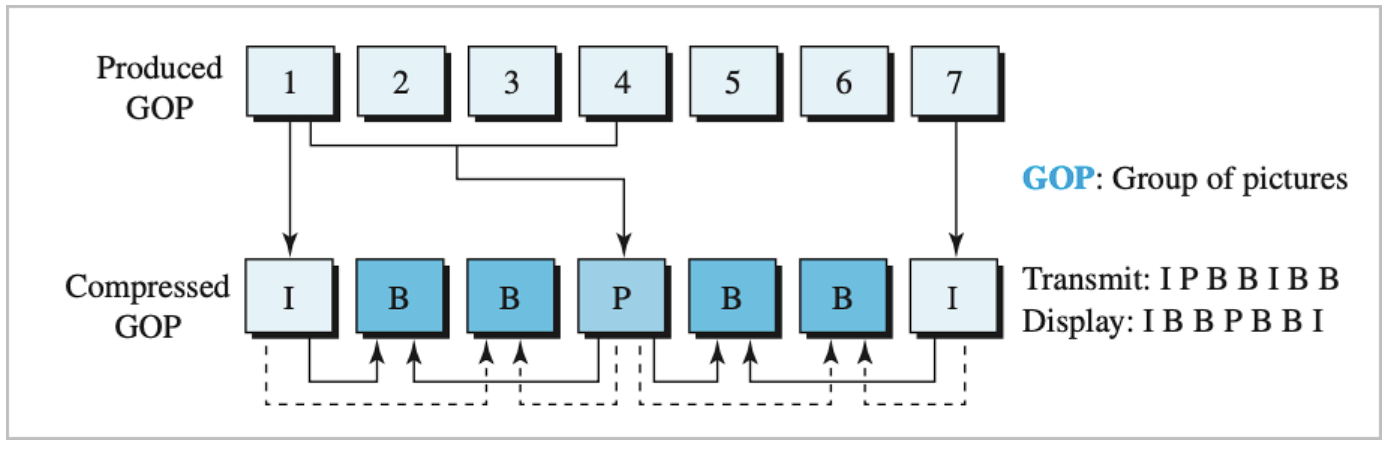 Produced
GOP
1 2 3 4 5 6 7
GOP: Group of pictures
Compressed
GOP
I B B P B B I
Transmit: I P B B I B B
Display: I B B P B B I